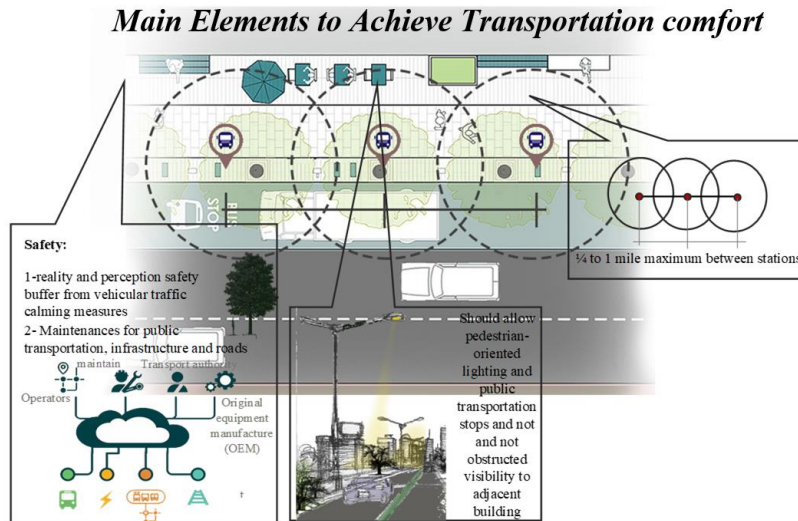 Main Elements to Achieve Transportation comfort
BUS
STOP
Safety:
1-reality and perception safety
buffer from vehicular traffic
calming measures
2- Maintenances for public
transportation, infrastructure and roads
maintain
Transport authority
Operators
Original
equipment
manufacture
(OEM)
Should allow
pedestrian-
oriented
lighting and
public
transportation
stops and not
and not
obstructed
visibility to
adjacent
building
¼ to 1 mile maximum between stations